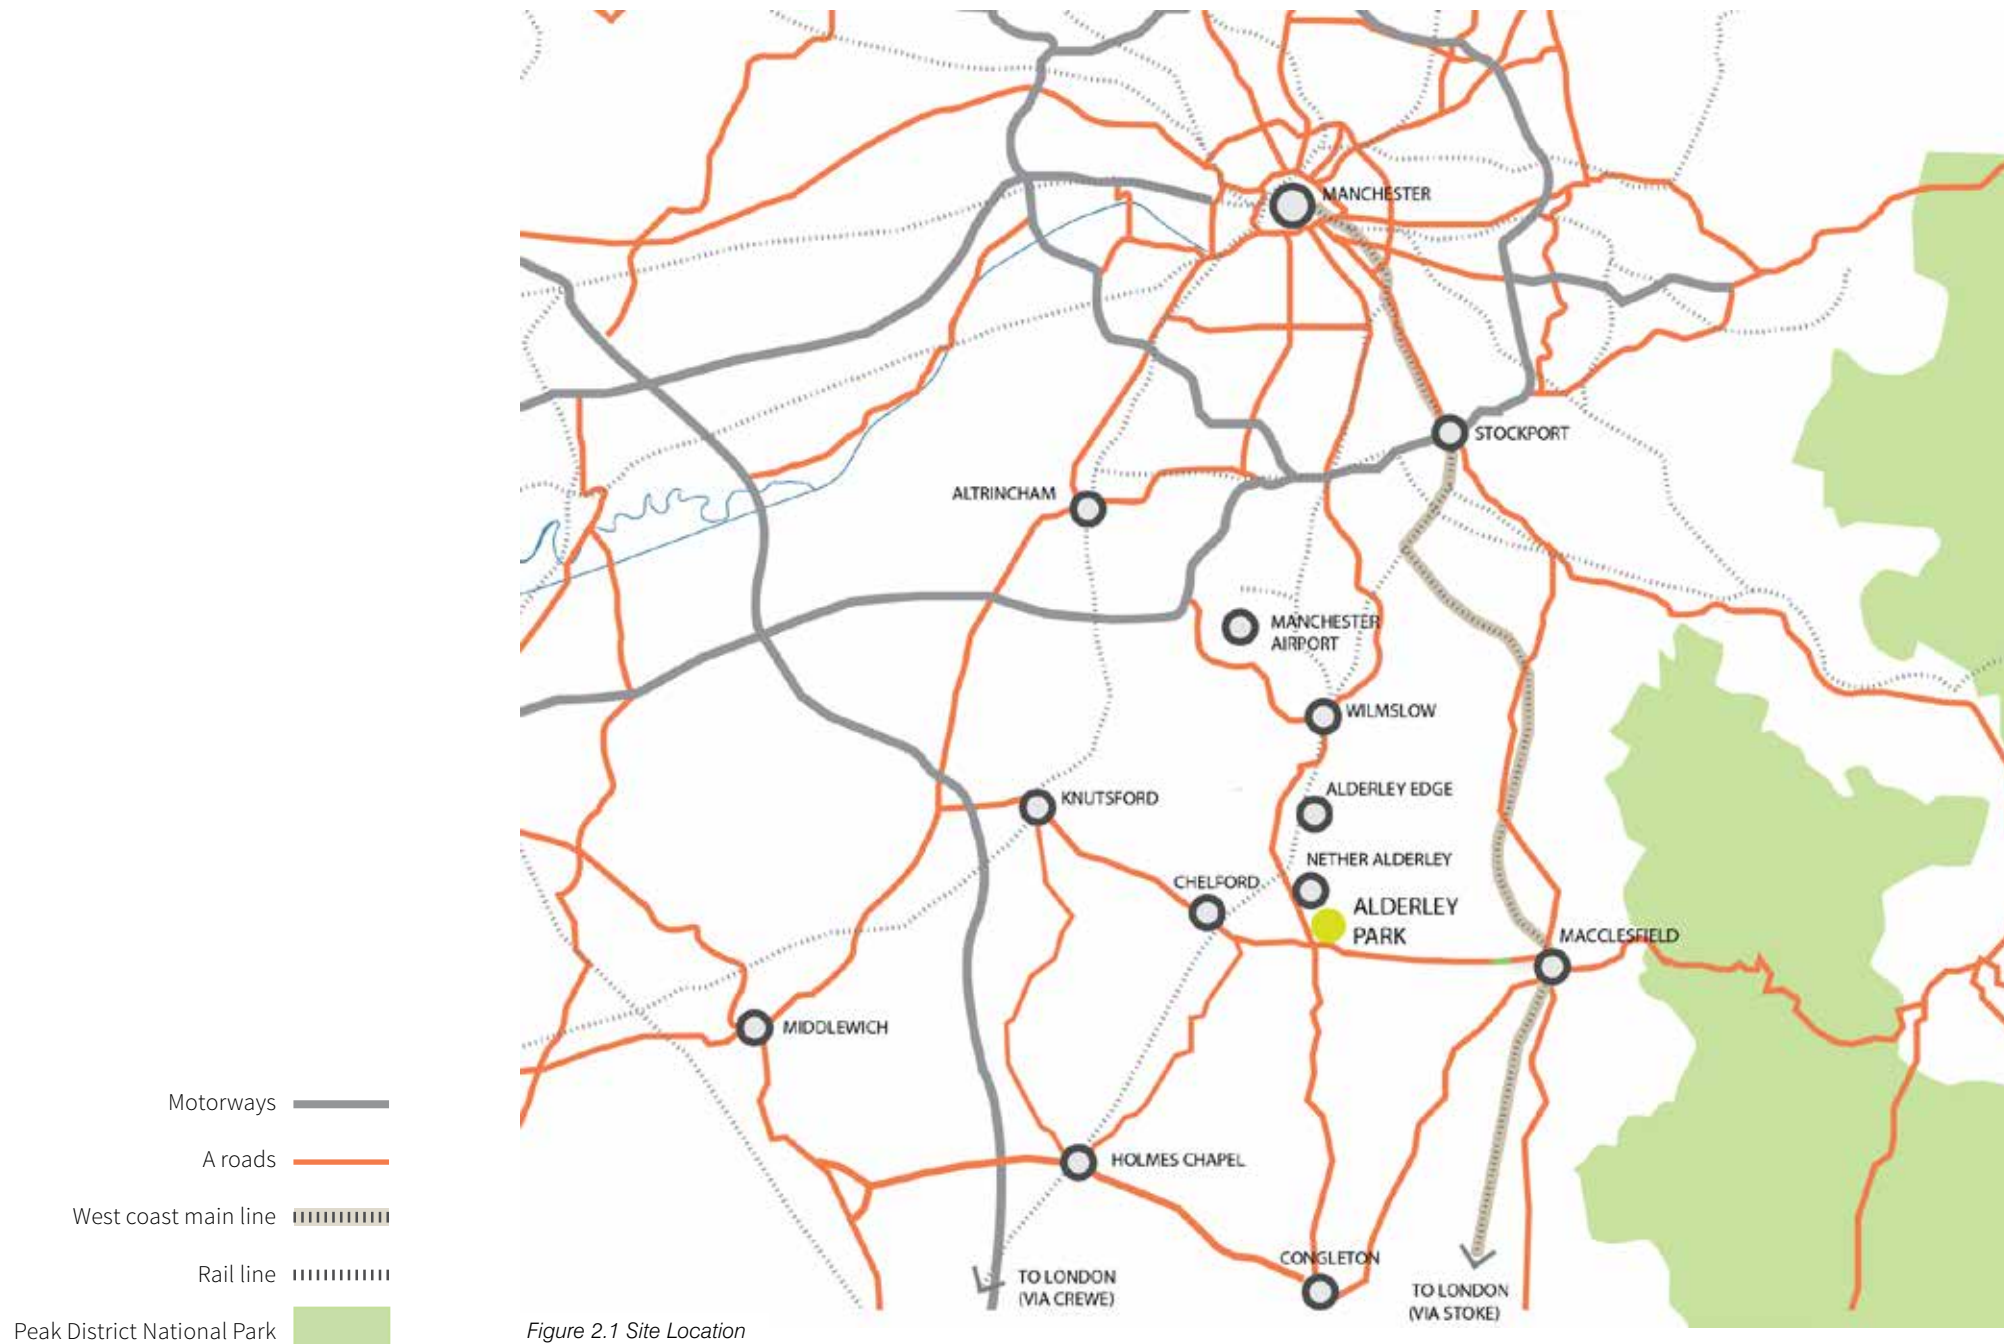 MANCHESTER
STOCKPORT
ALTRINCHAM
MANCHESTER
AIRPORT
WILMSLOW
ALDERLEY EDGE
KNUTSFORD
NETHER ALDERLEY
CHELFORD
ALDERLEY
PARK
MACCLESFIELD
MIDDLEWICH
HOLMES CHAPEL
CONGLETON
TO LONDON
(VIA CREWE)
TO LONDON
(VIA STOKE)
Motorways
A roads
West coast main line
Rail line
Peak District National Park
Figure 2.1 Site Location